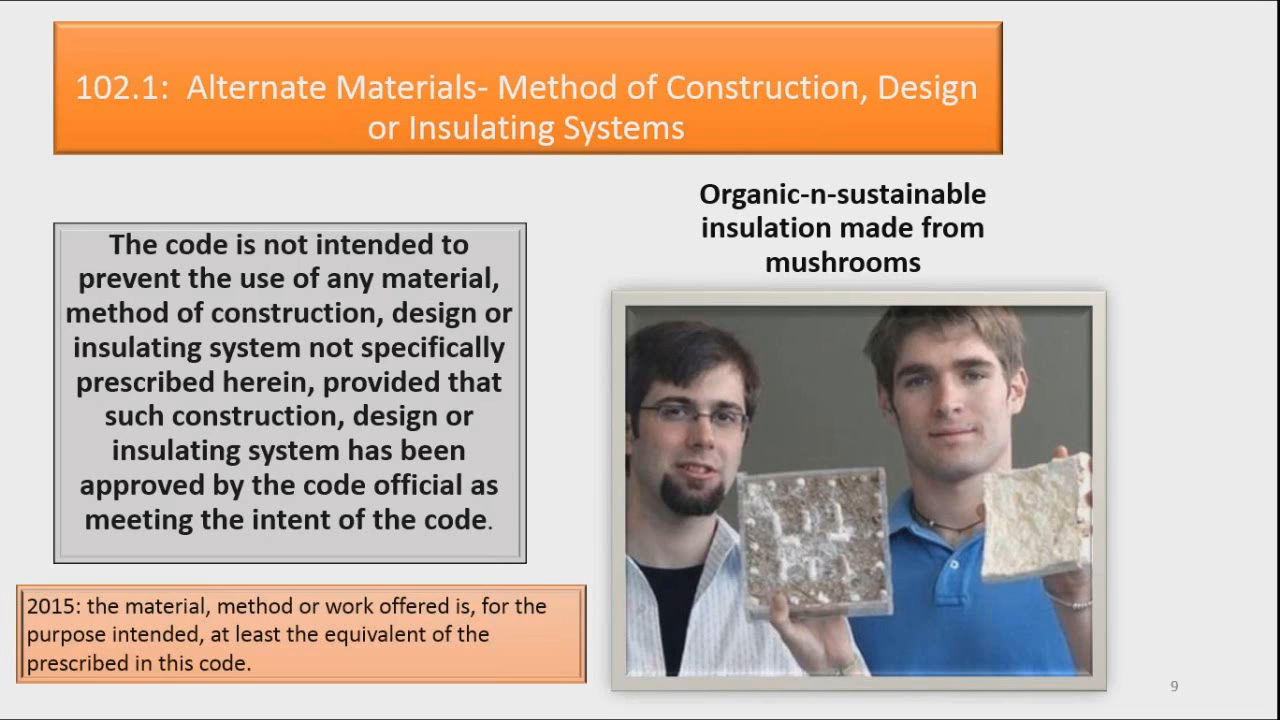 102.1:  Alternate Materials- Method of Construction, Design
or Insulating Systems
Organic-n-sustainable
insulation made from
mushrooms
The code is not intended to
prevent the use of any material,
method of construction, design or
insulating system not specifically
prescribed herein, provided that
such construction, design or
insulating system has been
approved by the code official as
meeting the intent of the code.
2015: the material, method or work offered is, for the
purpose intended, at least the equivalent of the
prescribed in this code.
9